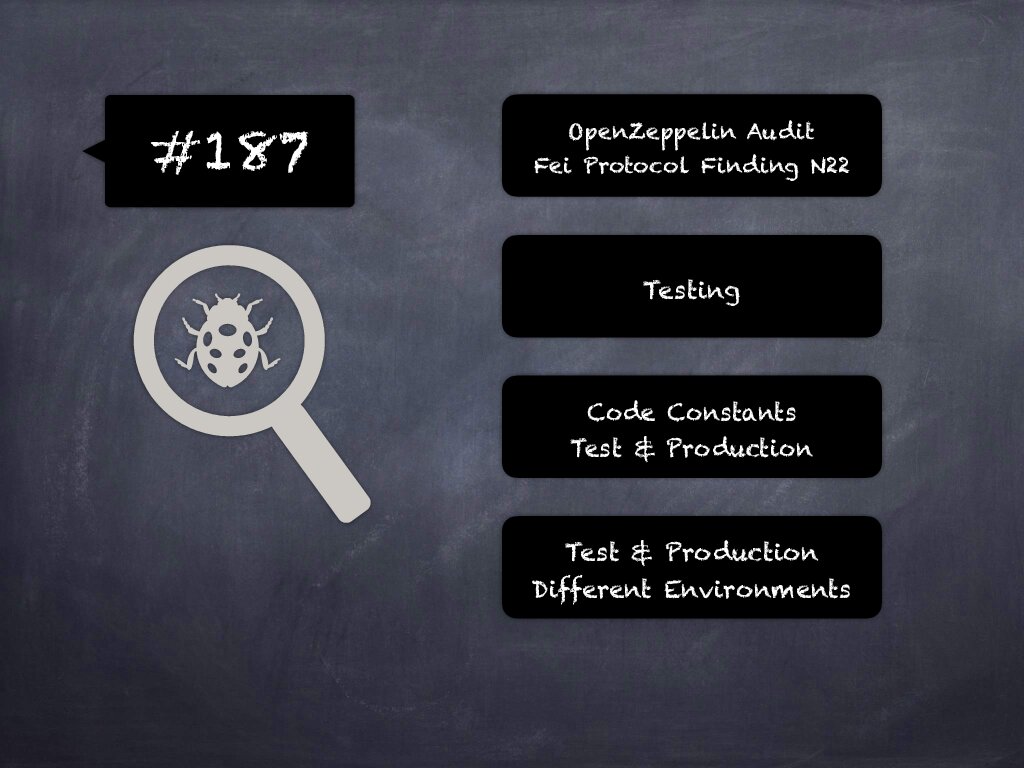 #187
OpenZeppelin Audit
Fei Protocol Finding N22
Testing
Code Constants
Test & Production
Test & Production
Different Environments